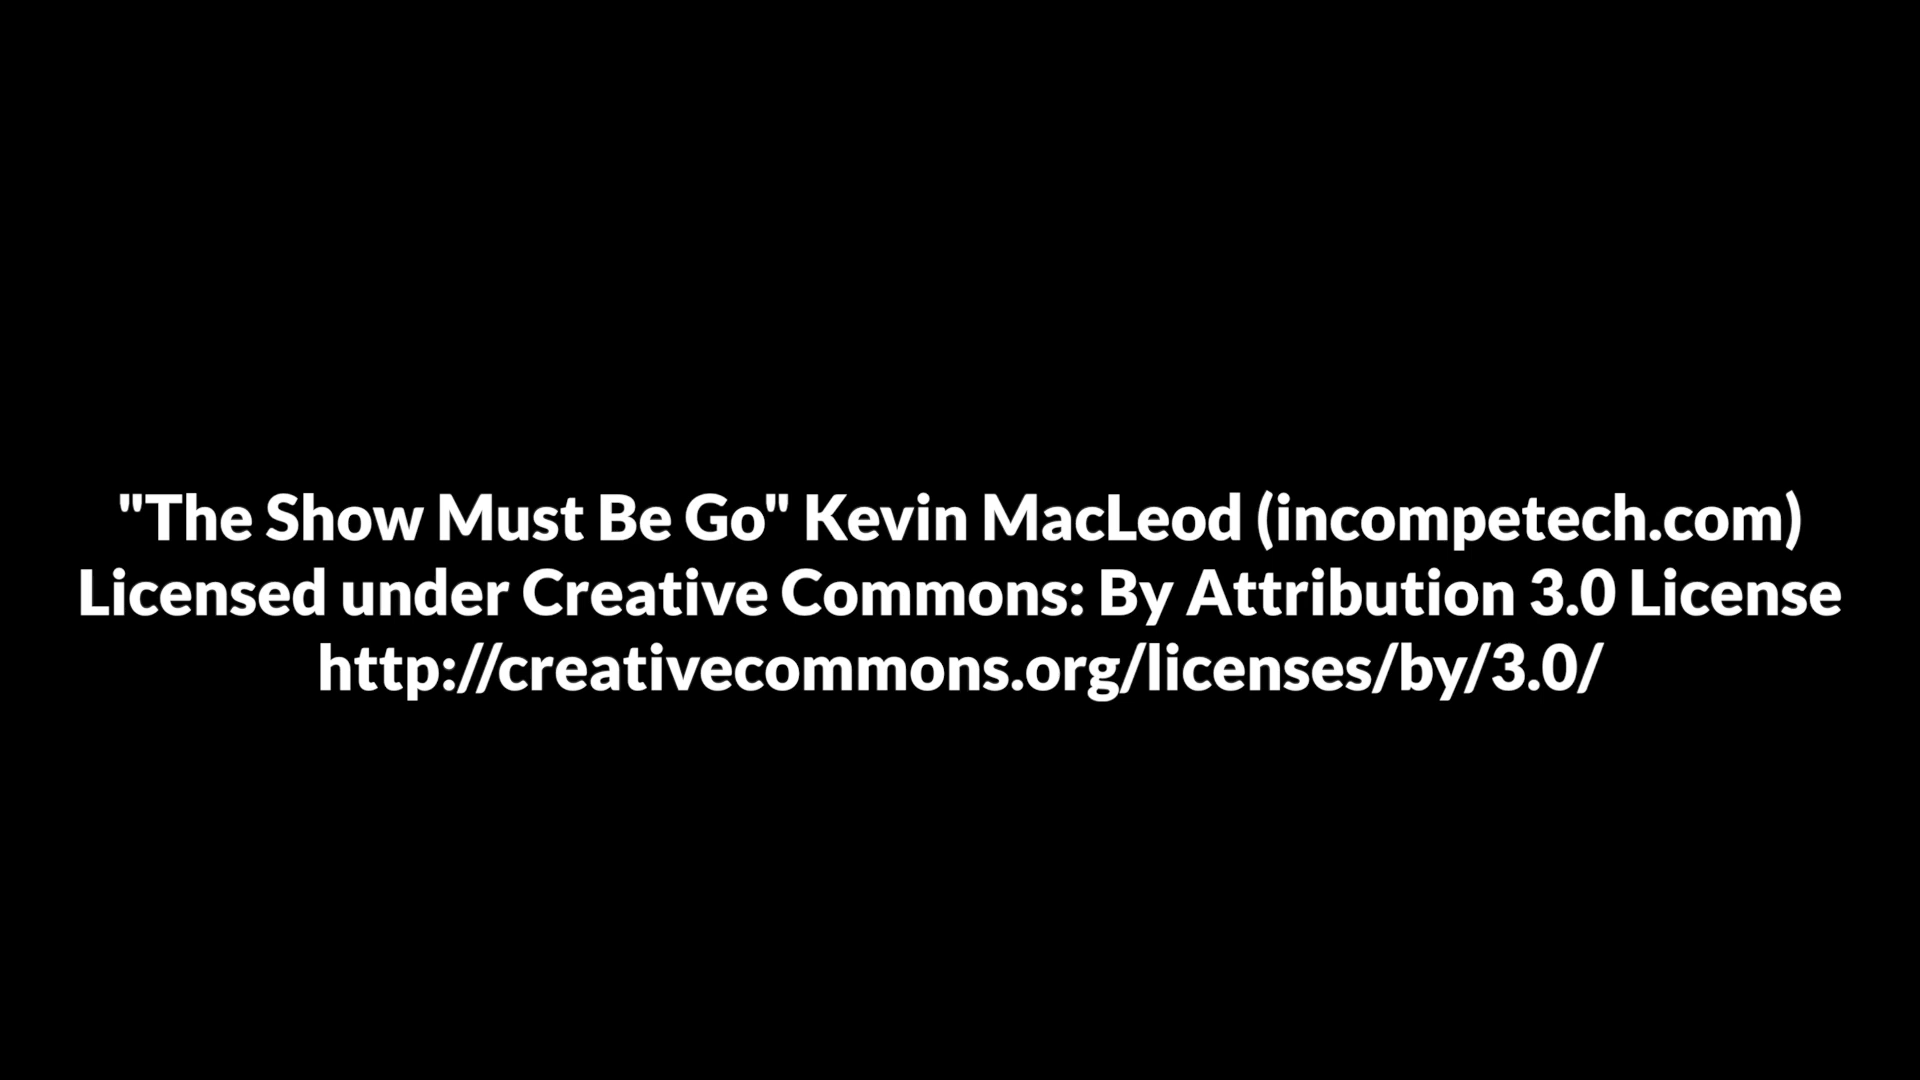 "The Show Must Be Go" Kevin MacLeod (incompetech.com)
Licensed under Creative Commons: By Attribution 3.0 License
http://creativecommons.org/licenses/by/3.0/